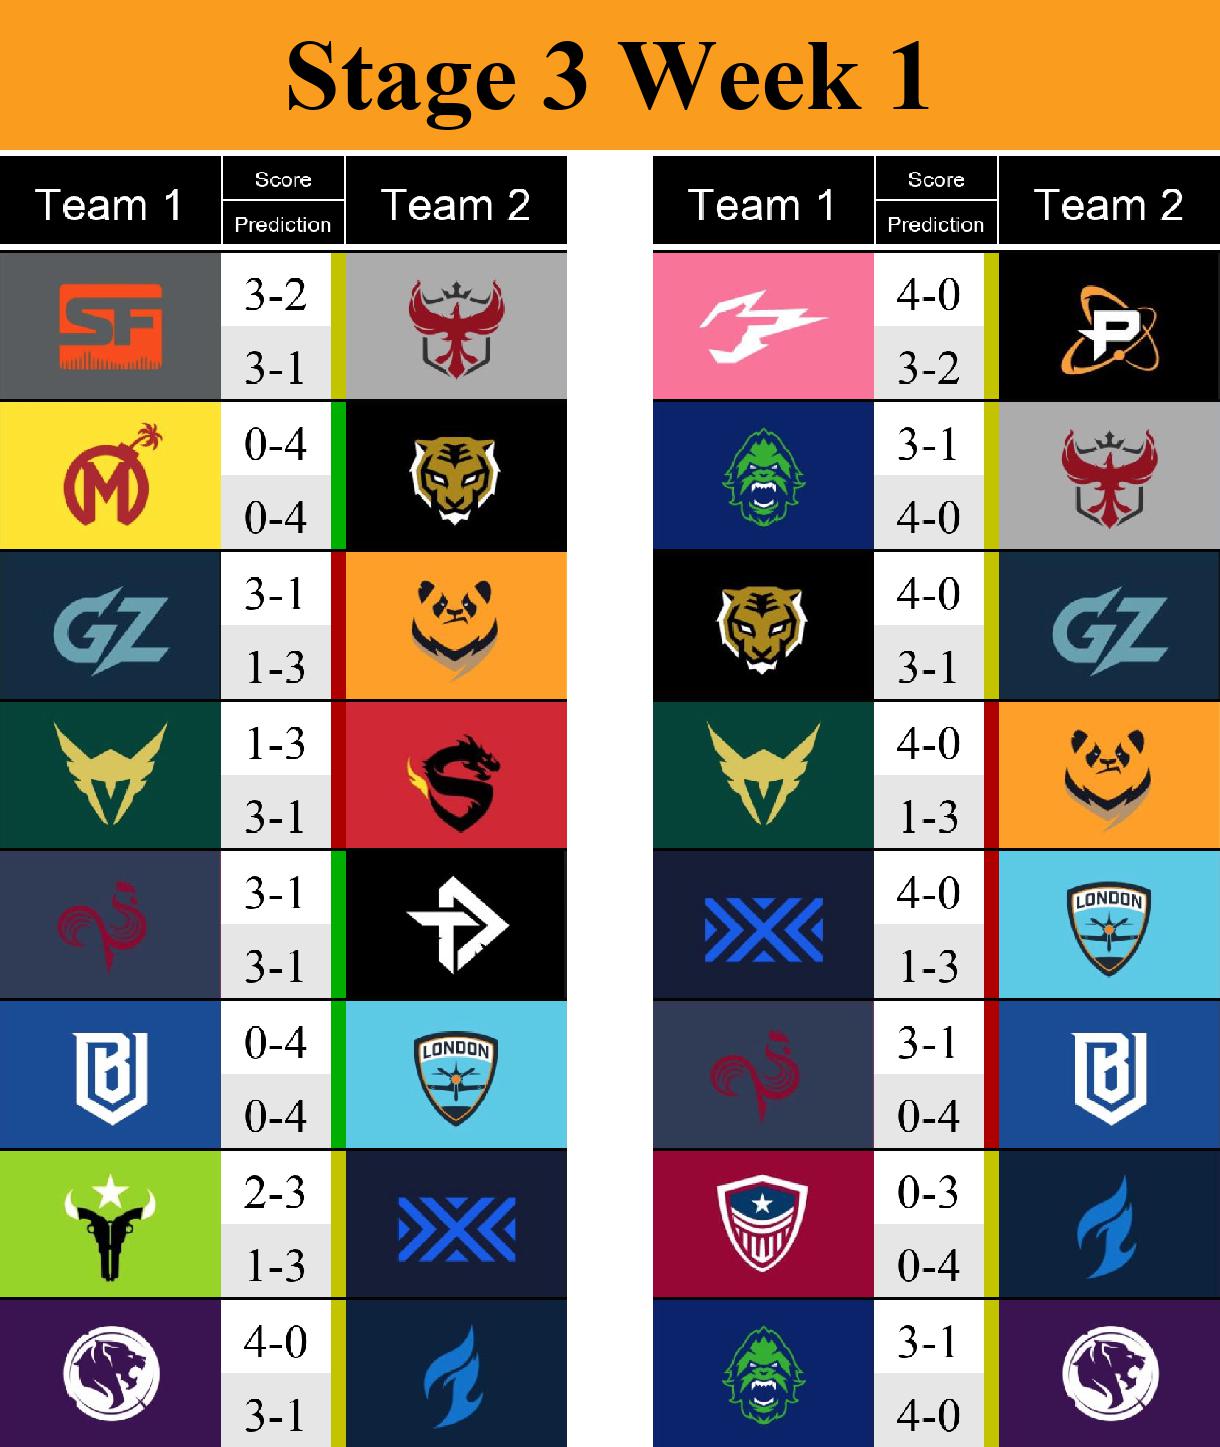 Stage 3 Week 1
Team 1 Score Prediction Team 2
SF 3-2
3-1
M 0-4
0-4
GZ 3-1
1-3
1-3 S
3-1
3-1
3-1
B 0-4 LONDON
0-4
2-3
1-3
4-0
3-1
Team 1 Score Prediction Team 2
4-0 P
3-2
3-1
4-0
4-0 GZ
3-1
4-0
1-3
4-0 LONDON
1-3
3-1 B
0-4
0-3
0-4
3-1
4-0